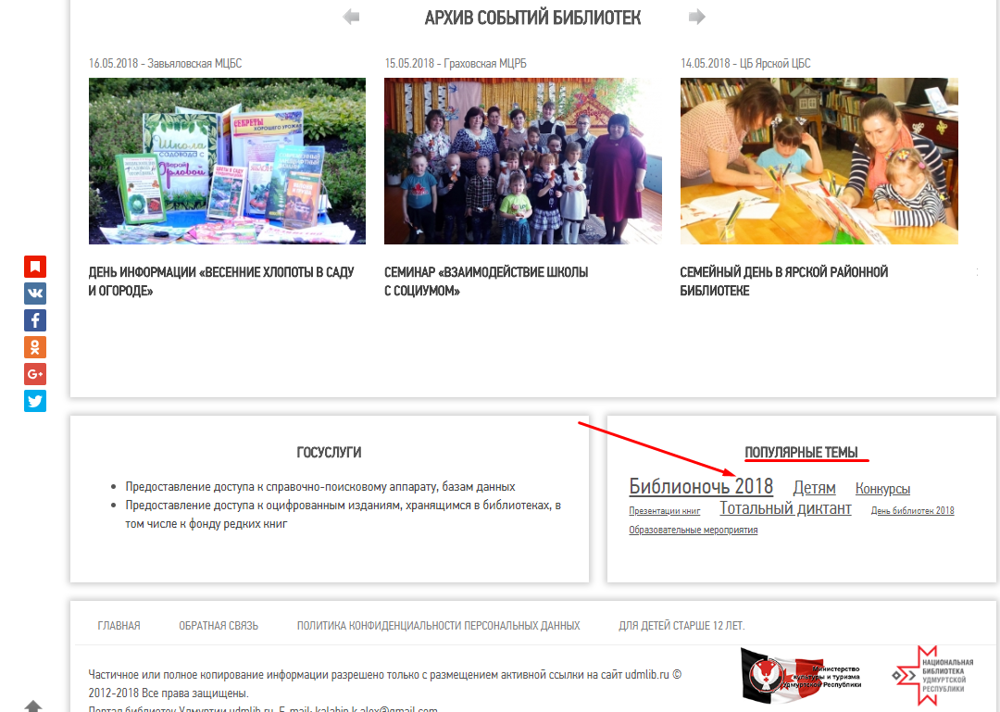 АРХИВ СОБЫТИЙ БИБЛИОТЕК
16.05.2018 - Завьяловская МЦБС
15.05.2018 - Граховская МЦРБ
14.05.2018 - ЦБ Ярской ЦБС
СЕКРЕТЫ
ХОРОШЕГО УРОЖАЯ
Школа
садовода с
Орловой
ДЕНЬ ИНФОРМАЦИИ «ВЕСЕННИЕ ХЛОПОТЫ В САДУ
И ОГОРОДЕ»
СЕМИНАР «ВЗАИМОДЕЙСТВИЕ ШКОЛЫ
С СОЦИУМОМ»
СЕМЕЙНЫЙ ДЕНЬ В ЯРСКОЙ РАЙОННОЙ
БИБЛИОТЕКЕ
ГОСУСЛУГИ
Предоставление доступа к справочно-поисковому аппарату, базам данных
Предоставление доступа к оцифрованным изданиям, хранящимся в библиотеках, в
том числе к фонду редких книг
ПОПУЛЯРНЫЕ ТЕМЫ
Библионочь 2018 Детям Конкурсы
Презентации книг Тотальный диктант День библиотек 2018
Образовательные мероприятия
ГЛАВНАЯ ОБРАТНАЯ СВЯЗЬ ПОЛИТИКА КОНФИДЕНЦИАЛЬНОСТИ ПЕРСОНАЛЬНЫХ ДАННЫХ ДЛЯ ДЕТЕЙ СТАРШЕ 12 ЛЕТ.
Частичное или полное копирование информации разрешено только с размещением активной ссылки на сайт udmlib.ru ©
2012-2018 Все права защищены.
Портал библиотек Удмуртии udmlib.ru. E-mail: kalabin.k.alex@gmail.com
Министерство
культуры и туризма
Удмуртской Республики
НАЦИОНАЛЬНАЯ
БИБЛИОТЕКА
УДМУРТСКОЙ
РЕСПУБЛИКИ